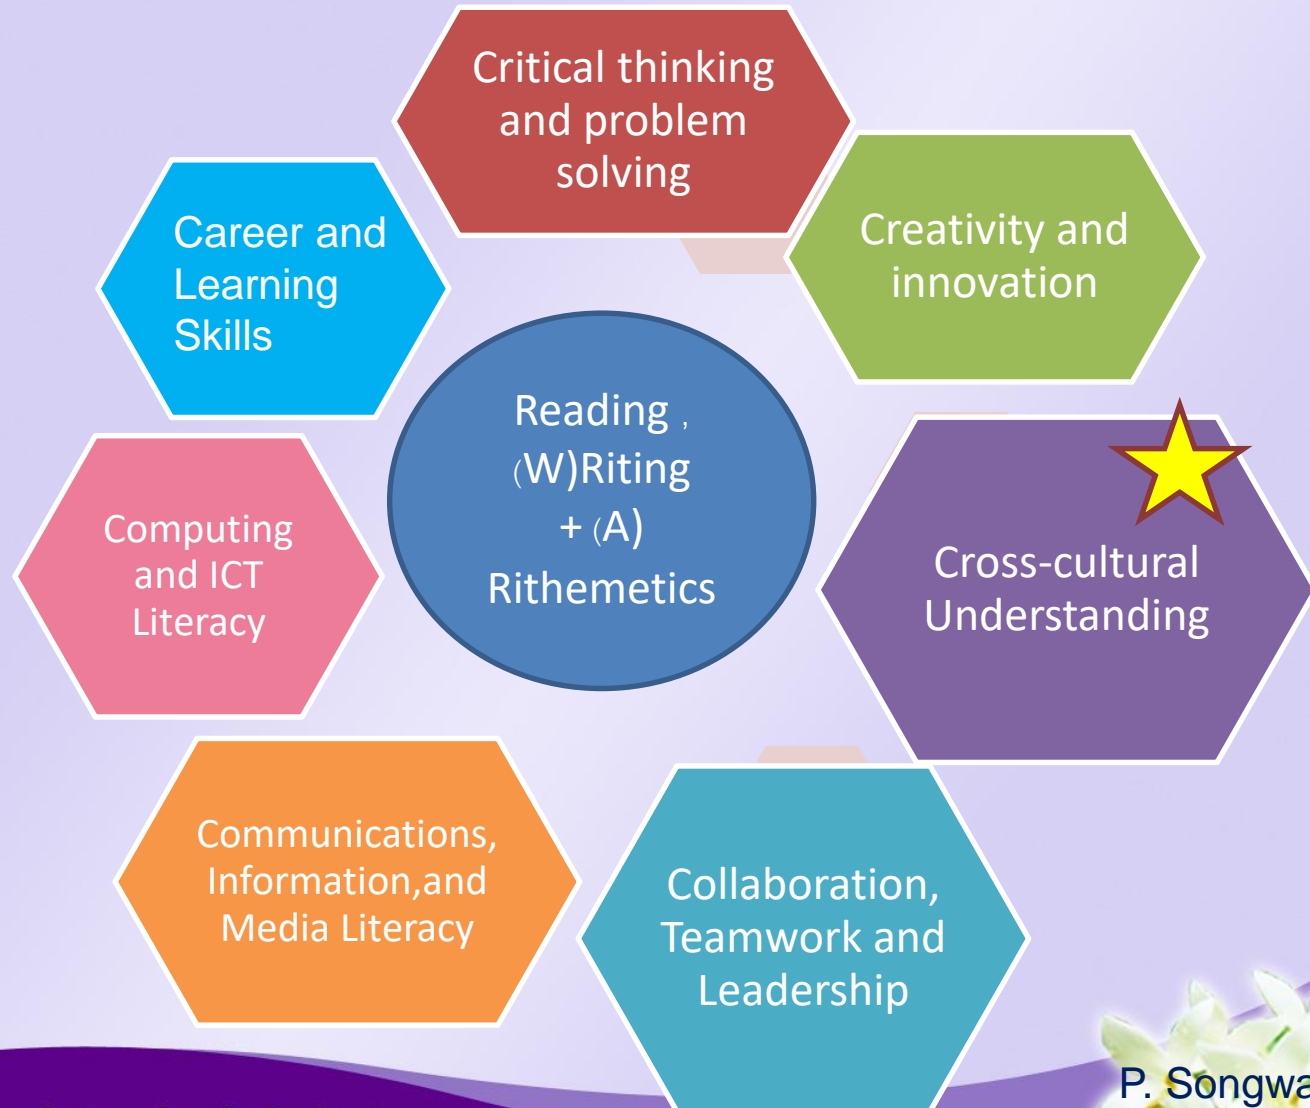 Critical thinking
and problem
solving
Creativity and
innovation
Career and
Learning
Skills
Reading ,
(W)Riting
+ (A)
Rithemetics
Cross-cultural
Understanding
Computing
and ICT
Literacy
Communications,
Information,and
Media Literacy
Collaboration,
Teamwork and
Leadership
P. Songwa